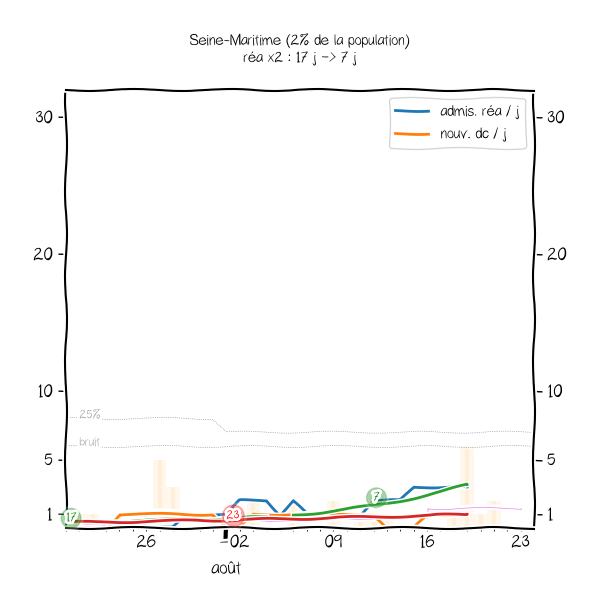 Seine-Maritime (2% de la population)
réa x2 : 17 j -> 7 j
admis. réa / j
nouv. dc / j
30 30
20 20
10 10
25%
bruit
5 5
7
17 23
1 1
26 02 09 16 23
août